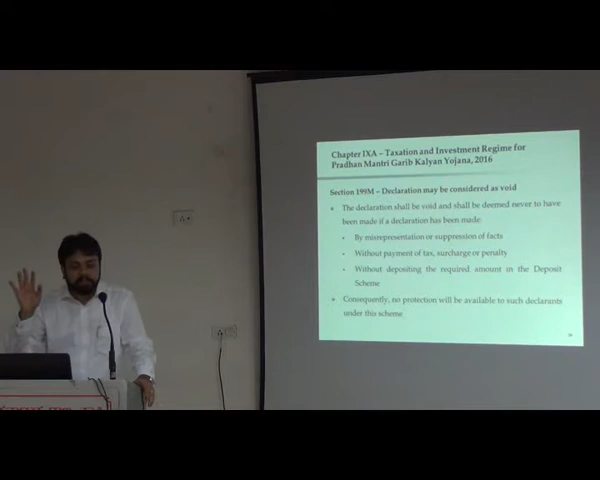 Chapter IXA – Taxation and Investment Regime for
Pradhan Mantri Garib Kalyan Yojana, 2016
Section 199M – Declaration may be considered as void
The declaration shall be void and shall be deemed never to have
been made if a declaration has been made
By misrepresentation or suppression of facts
Without payment of tax, surcharge or penalty
Without depositing the required amount in the Deposit
Scheme
Consequently, no protection will be available to such declarants
under this scheme